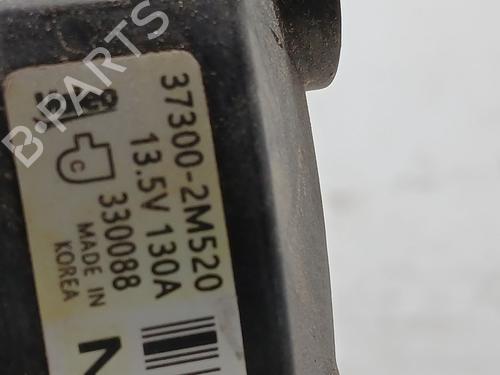 B-PARTS
37300-2M520
13.5V 130A
330088
MADE IN
KOREA
C
N